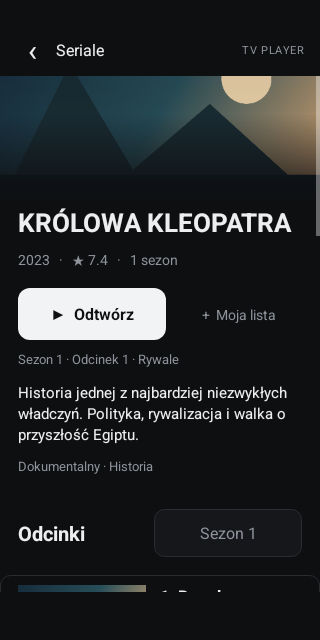 ‹ Seriale TV PLAYER
KRÓLOWA KLEOPATRA
2023 · ★ 7.4 · 1 sezon
► Odtwórz + Moja lista
Sezon 1 · Odcinek 1 · Rywale
Historia jednej z najbardziej niezwykłych
władczyń. Polityka, rywalizacja i walka o
przyszłość Egiptu.
Dokumentalny · Historia
Odcinki Sezon 1